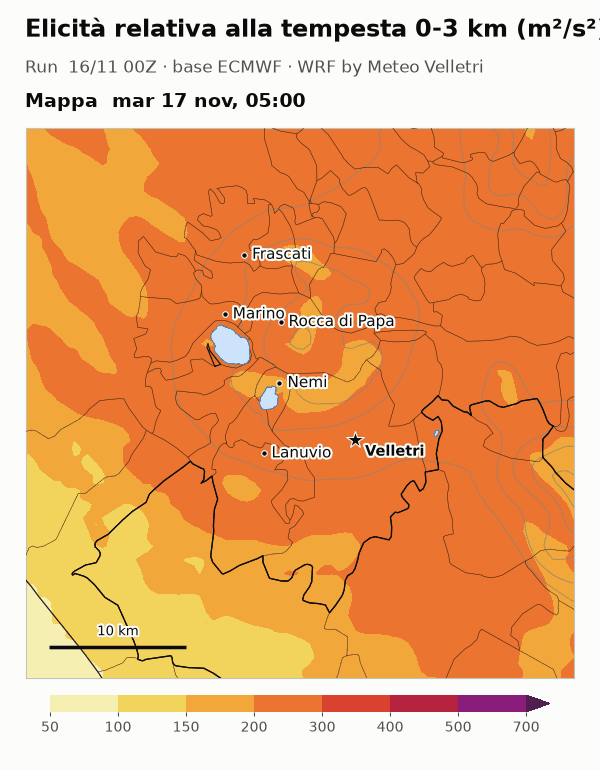 Elicità relativa alla tempesta 0-3 km (m²/s²)
Run 16/11 00Z · base ECMWF · WRF by Meteo Velletri
Mappa mar 17 nov, 05:00
Frascati
Marino
Rocca di Papa
Nemi
Velletri
Lanuvio
10 km
50 100 150 200 300 400 500 700